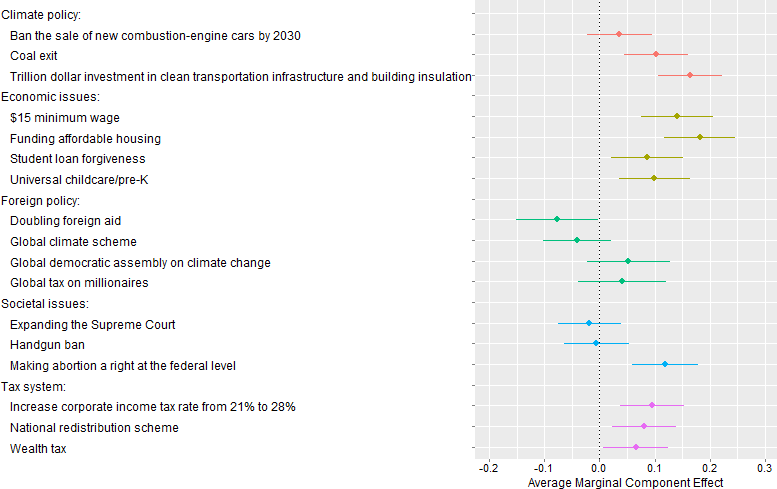 Climate policy:
Ban the sale of new combustion-engine cars by 2030
Coal exit
Trillion dollar investment in clean transportation infrastructure and building insulation
Economic issues:
$15 minimum wage
Funding affordable housing
Student loan forgiveness
Universal childcare/pre-K
Foreign policy:
Doubling foreign aid
Global climate scheme
Global democratic assembly on climate change
Global tax on millionaires
Societal issues:
Expanding the Supreme Court
Handgun ban
Making abortion a right at the federal level
Tax system:
Increase corporate income tax rate from 21% to 28%
National redistribution scheme
Wealth tax
-0.2 -0.1 0.0 0.1 0.2 0.3
Average Marginal Component Effect